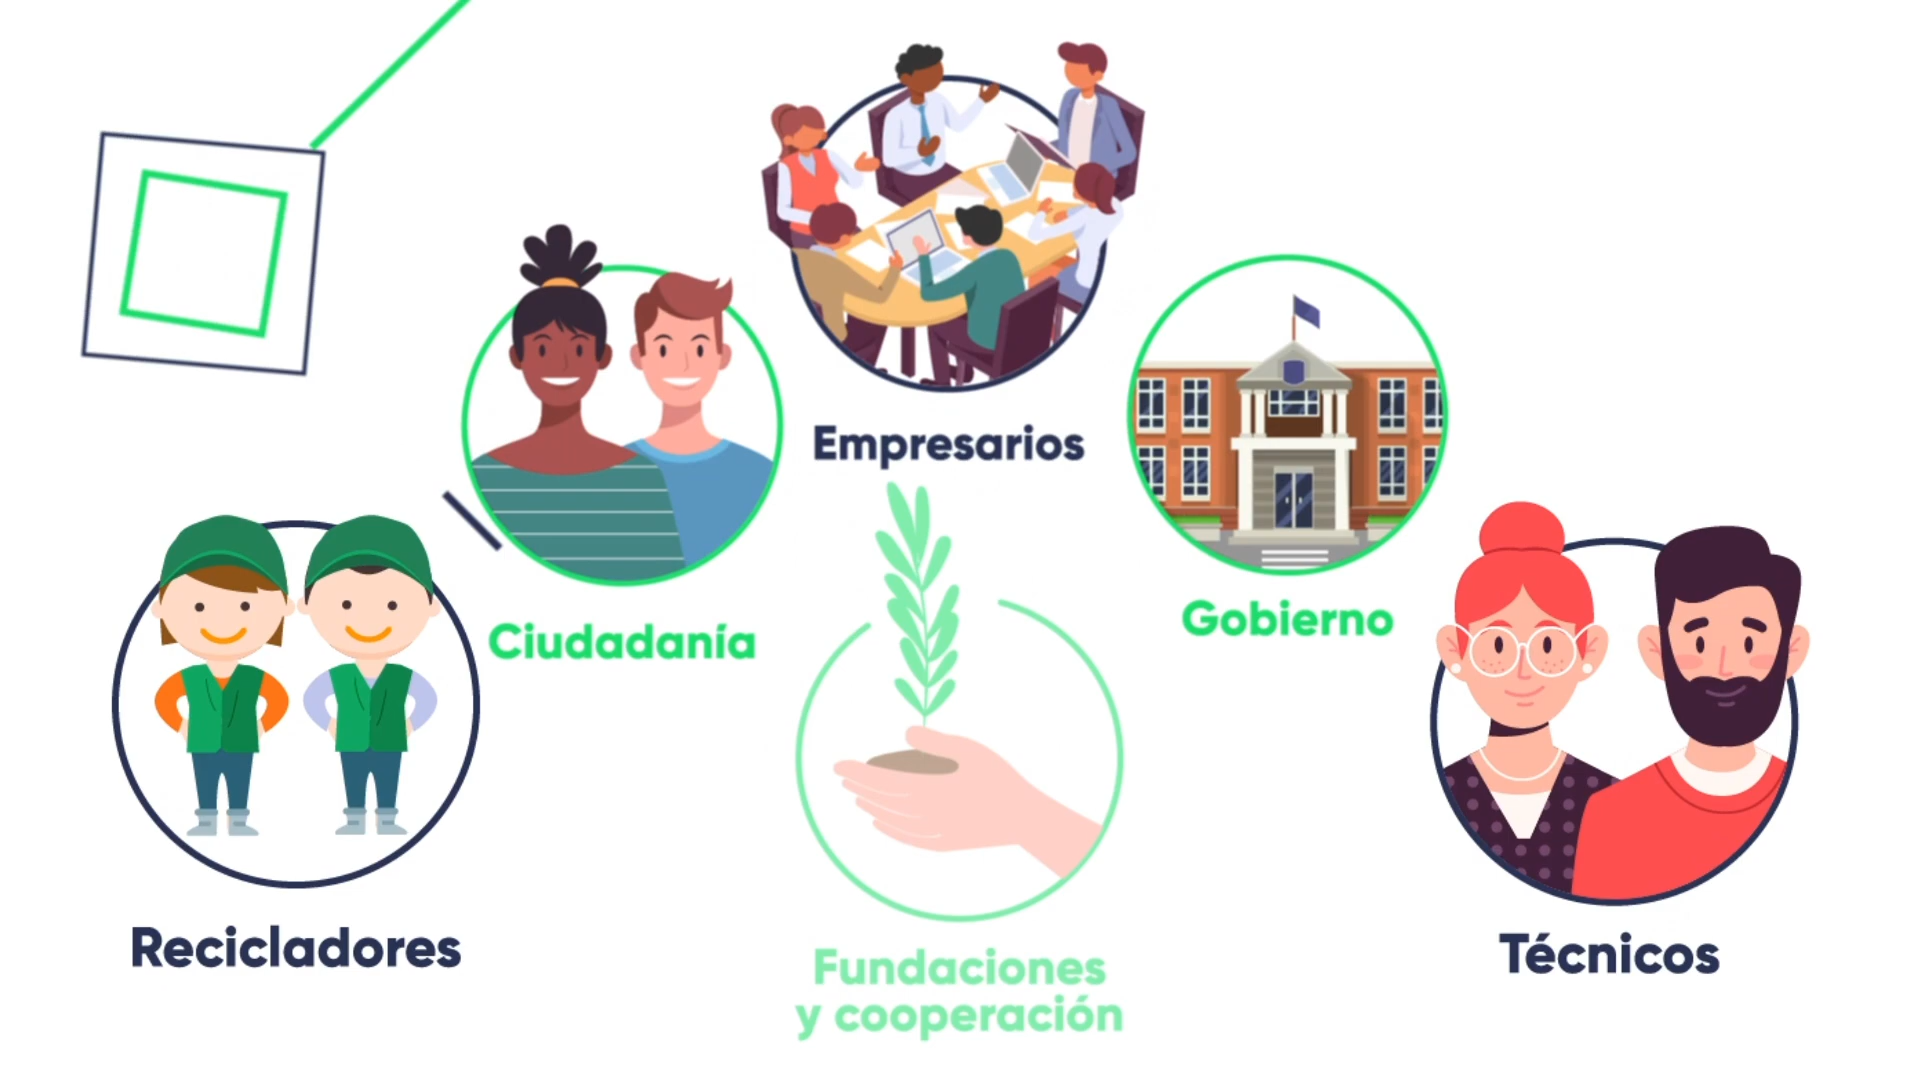 Empresarios
Ciudadanía
Gobierno
Recicladores
Técnicos
Fundaciones
y cooperación